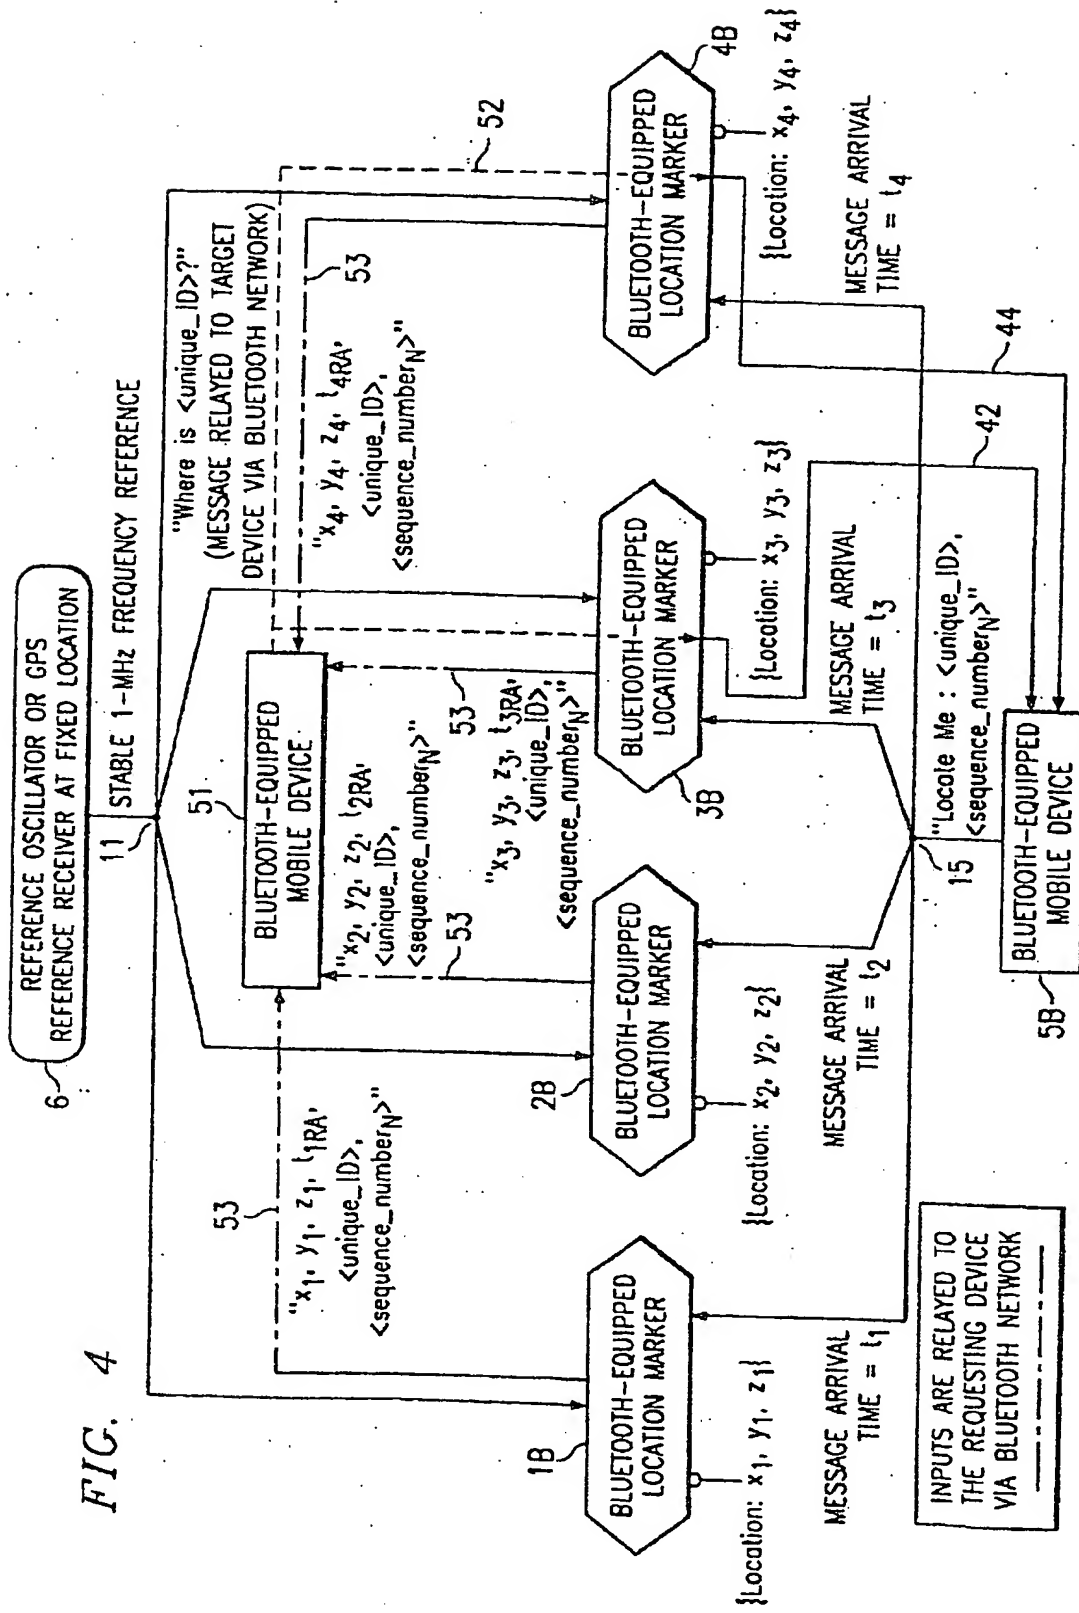 FIG. 4
6
REFERENCE OSCILLATOR OR GPS
REFERENCE RECEIVER AT FIXED LOCATION
11
STABLE 1-MHz FREQUENCY REFERENCE
"Where is <unique_ID>?"
(MESSAGE RELAYED TO TARGET
DEVICE VIA BLUETOOTH NETWORK)
51
BLUETOOTH-EQUIPPED
MOBILE DEVICE
52
53
"x1, y1, z1, t1RA,
<unique_ID>,
<sequence_numberN>"
"x2, y2, z2, t2RA,
<unique_ID>,
<sequence_numberN>"
53
53
"x3, y3, z3, t3RA,
<unique_ID>,
<sequence_numberN>"
53
"x4, y4, z4, t4RA,
<unique_ID>,
<sequence_numberN>"
1B
BLUETOOTH-EQUIPPED
LOCATION MARKER
2B
BLUETOOTH-EQUIPPED
LOCATION MARKER
3B
BLUETOOTH-EQUIPPED
LOCATION MARKER
4B
BLUETOOTH-EQUIPPED
LOCATION MARKER
{Location: x1, y1, z1}
{Location: x2, y2, z2}
{Location: x3, y3, z3}
{Location: x4, y4, z4}
MESSAGE ARRIVAL
TIME = t1
MESSAGE ARRIVAL
TIME = t2
MESSAGE ARRIVAL
TIME = t3
MESSAGE ARRIVAL
TIME = t4
42
44
15
"Locate Me : <unique_ID>,
<sequence_numberN>"
5B
BLUETOOTH-EQUIPPED
MOBILE DEVICE
INPUTS ARE RELAYED TO
THE REQUESTING DEVICE
VIA BLUETOOTH NETWORK